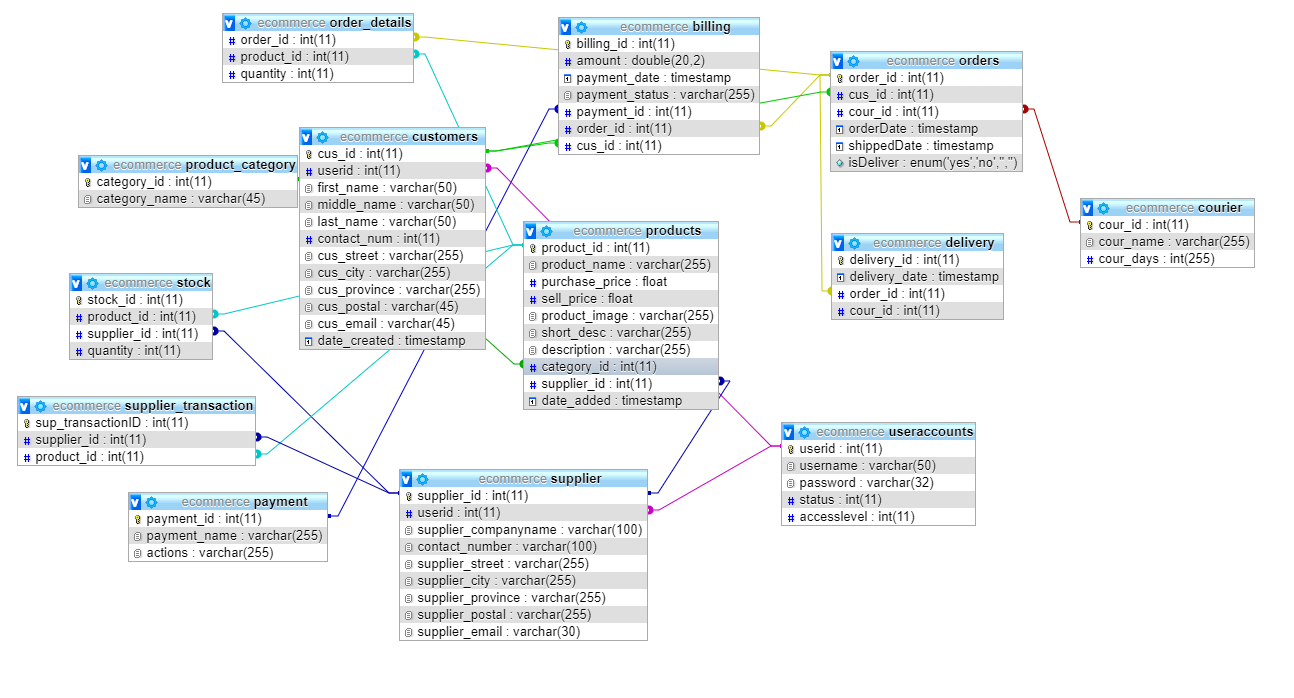 ecommerce order_details
order_id : int(11)
product_id : int(11)
quantity : int(11)
ecommerce billing
billing_id : int(11)
amount : double(20,2)
payment_date : timestamp
payment_status : varchar(255)
payment_id : int(11)
order_id : int(11)
cus_id : int(11)
ecommerce orders
order_id : int(11)
cus_id : int(11)
cour_id : int(11)
orderDate : timestamp
shippedDate : timestamp
isDeliver : enum('yes','no','','')
ecommerce customers
cus_id : int(11)
userid : int(11)
first_name : varchar(50)
middle_name : varchar(50)
last_name : varchar(50)
contact_num : int(11)
cus_street : varchar(255)
cus_city : varchar(255)
cus_province : varchar(255)
cus_postal : varchar(45)
cus_email : varchar(45)
date_created : timestamp
ecommerce product_category
category_id : int(11)
category_name : varchar(45)
ecommerce courier
cour_id : int(11)
cour_name : varchar(255)
cour_days : int(255)
ecommerce products
product_id : int(11)
product_name : varchar(255)
purchase_price : float
sell_price : float
product_image : varchar(255)
short_desc : varchar(255)
description : varchar(255)
category_id : int(11)
supplier_id : int(11)
date_added : timestamp
ecommerce delivery
delivery_id : int(11)
delivery_date : timestamp
order_id : int(11)
cour_id : int(11)
ecommerce stock
stock_id : int(11)
product_id : int(11)
supplier_id : int(11)
quantity : int(11)
ecommerce supplier_transaction
sup_transactionID : int(11)
supplier_id : int(11)
product_id : int(11)
ecommerce useraccounts
userid : int(11)
username : varchar(50)
password : varchar(32)
status : int(11)
accesslevel : int(11)
ecommerce supplier
supplier_id : int(11)
userid : int(11)
supplier_companyname : varchar(100)
contact_number : varchar(100)
supplier_street : varchar(255)
supplier_city : varchar(255)
supplier_province : varchar(255)
supplier_postal : varchar(255)
supplier_email : varchar(30)
ecommerce payment
payment_id : int(11)
payment_name : varchar(255)
actions : varchar(255)